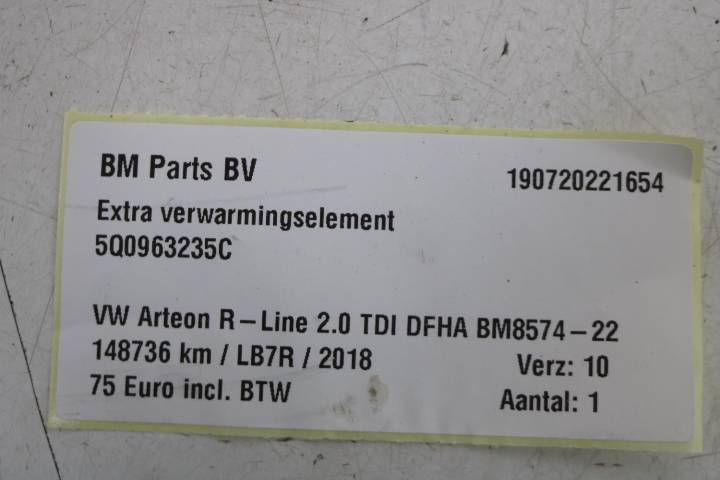 BM Parts BV 190720221654
Extra verwarmingselement
5Q0963235C
VW Arteon R-Line 2.0 TDI DFHA BM8574-22
148736 km / LB7R / 2018 Verz: 10
75 Euro incl. BTW Aantal: 1